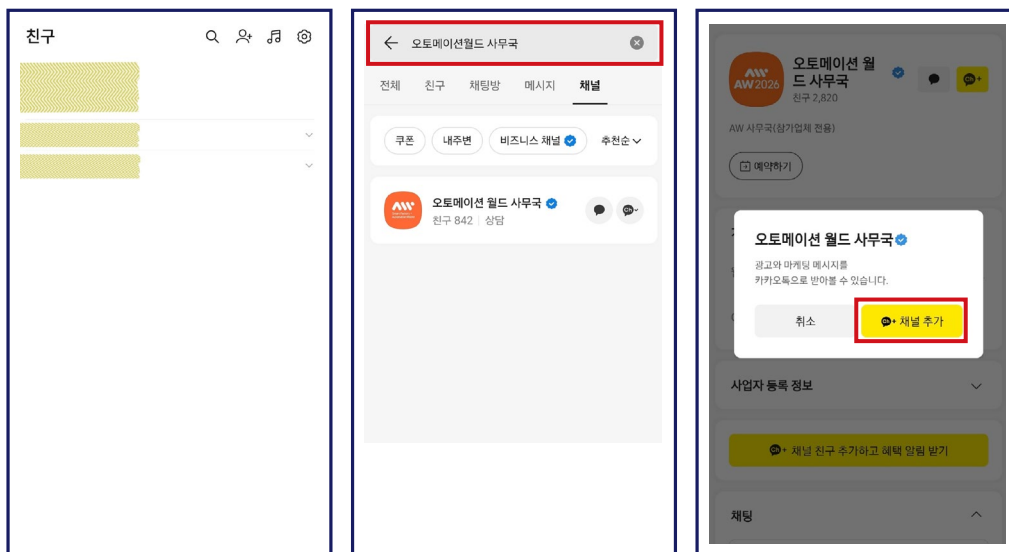 친구
오토메이션월드 사무국
전체 친구 채팅방 메시지 채널
쿠폰 내주변 비즈니스 채널 추천순
오토메이션 월드 사무국
친구 842 상담
AW 2026
오토메이션 월
드 사무국
친구 2,820
AW 사무국(참가업체 전용)
예약하기
오토메이션 월드 사무국
광고와 마케팅 메시지를
카카오톡으로 받아볼 수 있습니다.
취소 Ch+ 채널 추가
사업자 등록 정보
Ch+ 채널 친구 추가하고 혜택 알림 받기
채팅